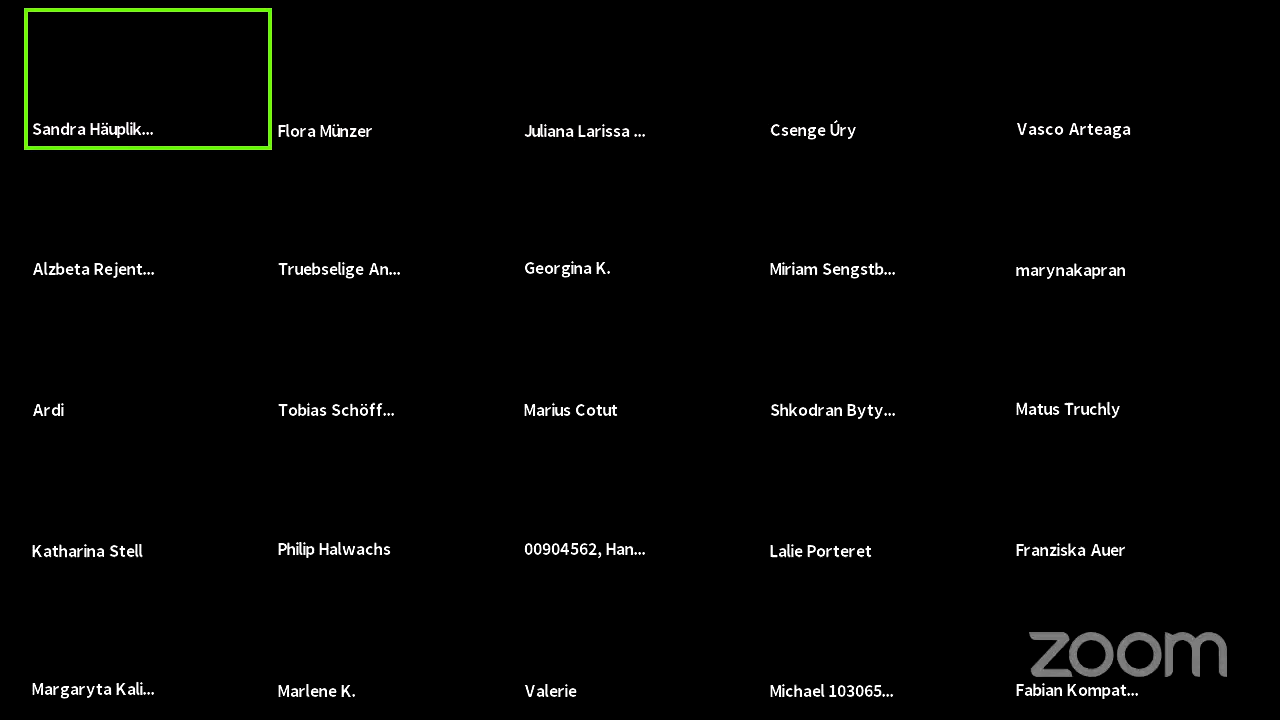 Sandra Häuplik...
Flora Münzer
Juliana Larissa ...
Csenge Úry
Vasco Arteaga
Alzbeta Rejent...
Truebselige An...
Georgina K.
Miriam Sengstb...
marynakapran
Ardi
Tobias Schöff...
Marius Cotut
Shkodran Byty...
Matus Truchly
Katharina Stell
Philip Halwachs
00904562, Han...
Lalie Porteret
Franziska Auer
zoom
Margaryta Kali...
Marlene K.
Valerie
Michael 103065...
Fabian Kompat...